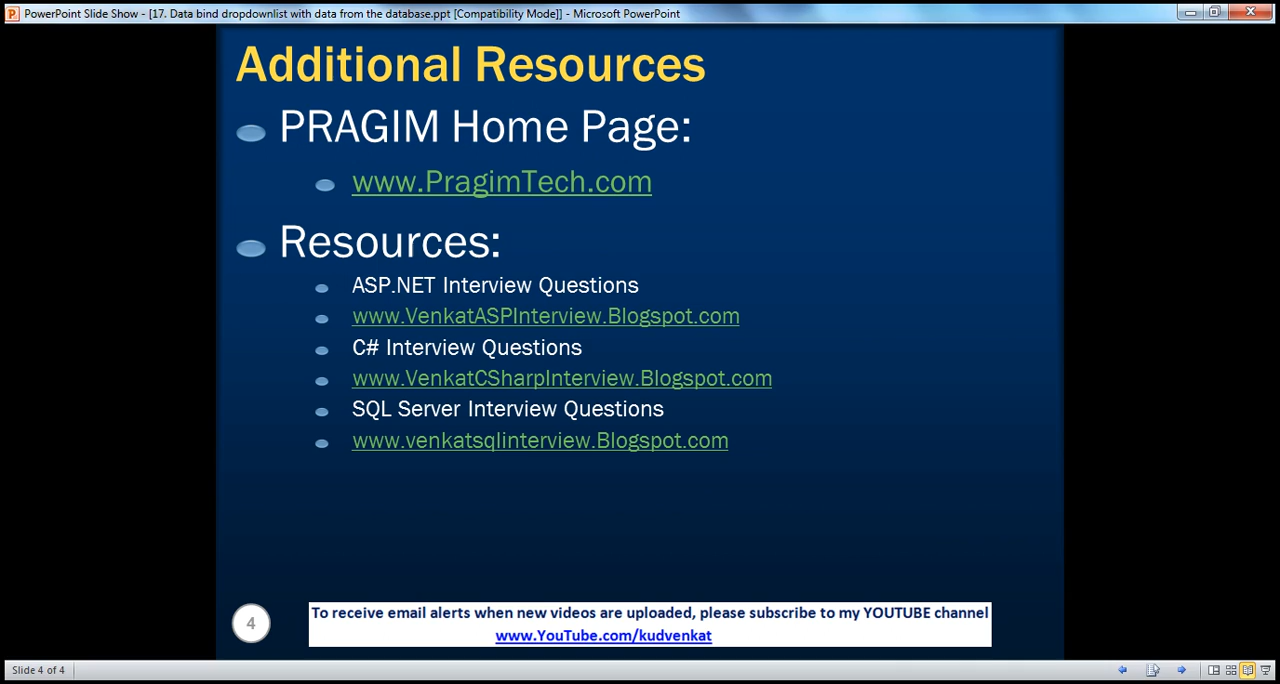 PowerPoint Slide Show - [17. Data bind dropdownlist with data from the database.ppt [Compatibility Mode]] - Microsoft PowerPoint
Additional Resources
PRAGIM Home Page:
www.PragimTech.com
Resources:
ASP.NET Interview Questions
www.VenkatASPInterview.Blogspot.com
C# Interview Questions
www.VenkatCSharpInterview.Blogspot.com
SQL Server Interview Questions
www.venkatsqlinterview.Blogspot.com
4
To receive email alerts when new videos are uploaded, please subscribe to my YOUTUBE channel
www.YouTube.com/kudvenkat
Slide 4 of 4